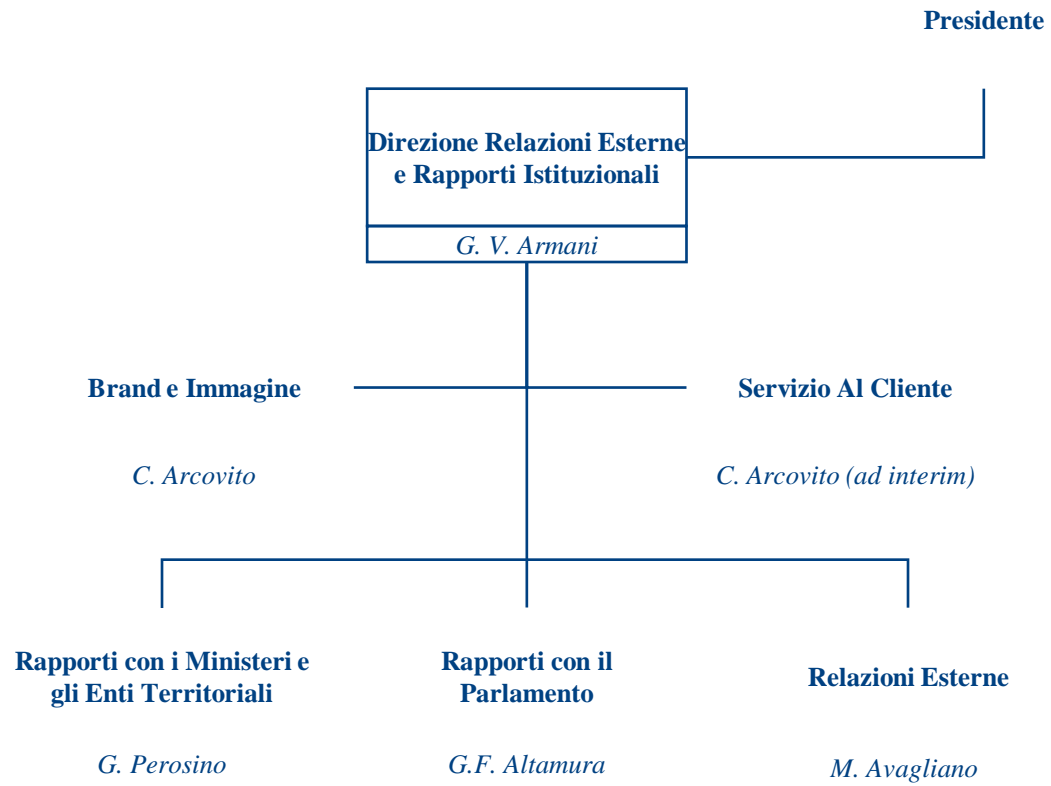 Presidente
Direzione Relazioni Esterne
e Rapporti Istituzionali
G. V. Armani
Brand e Immagine
C. Arcovito
Servizio Al Cliente
C. Arcovito (ad interim)
Rapporti con i Ministeri e
gli Enti Territoriali
G. Perosino
Rapporti con il
Parlamento
G.F. Altamura
Relazioni Esterne
M. Avagliano